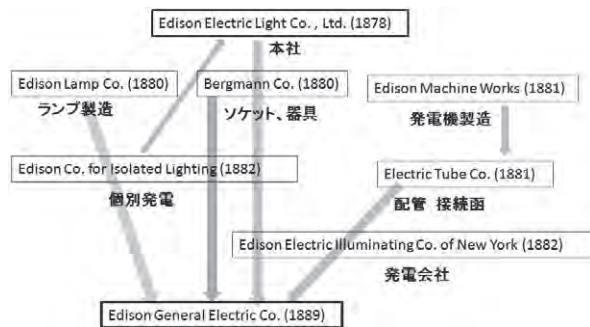 Edison Electric Light Co. , Ltd. (1878)
本社
Edison Lamp Co. (1880)
ランプ製造
Bergmann Co. (1880)
ソケット、器具
Edison Machine Works (1881)
発電機製造
Edison Co. for Isolated Lighting (1882)
個別発電
Electric Tube Co. (1881)
配管 接続函
Edison Electric Illuminating Co. of New York (1882)
発電会社
Edison General Electric Co. (1889)